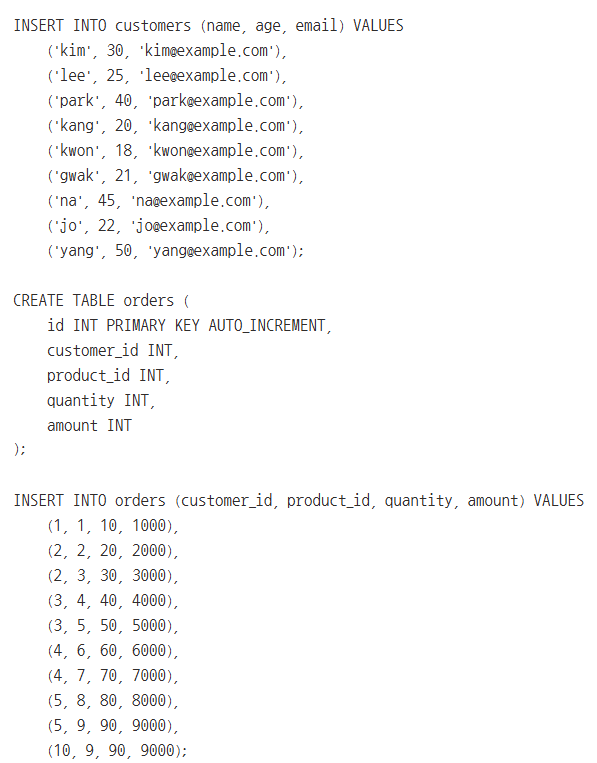 INSERT INTO customers (name, age, email) VALUES
('kim', 30, 'kim@example.com'),
('lee', 25, 'lee@example.com'),
('park', 40, 'park@example.com'),
('kang', 20, 'kang@example.com'),
('kwon', 18, 'kwon@example.com'),
('gwak', 21, 'gwak@example.com'),
('na', 45, 'na@example.com'),
('jo', 22, 'jo@example.com'),
('yang', 50, 'yang@example.com');
CREATE TABLE orders (
id INT PRIMARY KEY AUTO_INCREMENT,
customer_id INT,
product_id INT,
quantity INT,
amount INT
);
INSERT INTO orders (customer_id, product_id, quantity, amount) VALUES
(1, 1, 10, 1000),
(2, 2, 20, 2000),
(2, 3, 30, 3000),
(3, 4, 40, 4000),
(3, 5, 50, 5000),
(4, 6, 60, 6000),
(4, 7, 70, 7000),
(5, 8, 80, 8000),
(5, 9, 90, 9000),
(10, 9, 90, 9000);